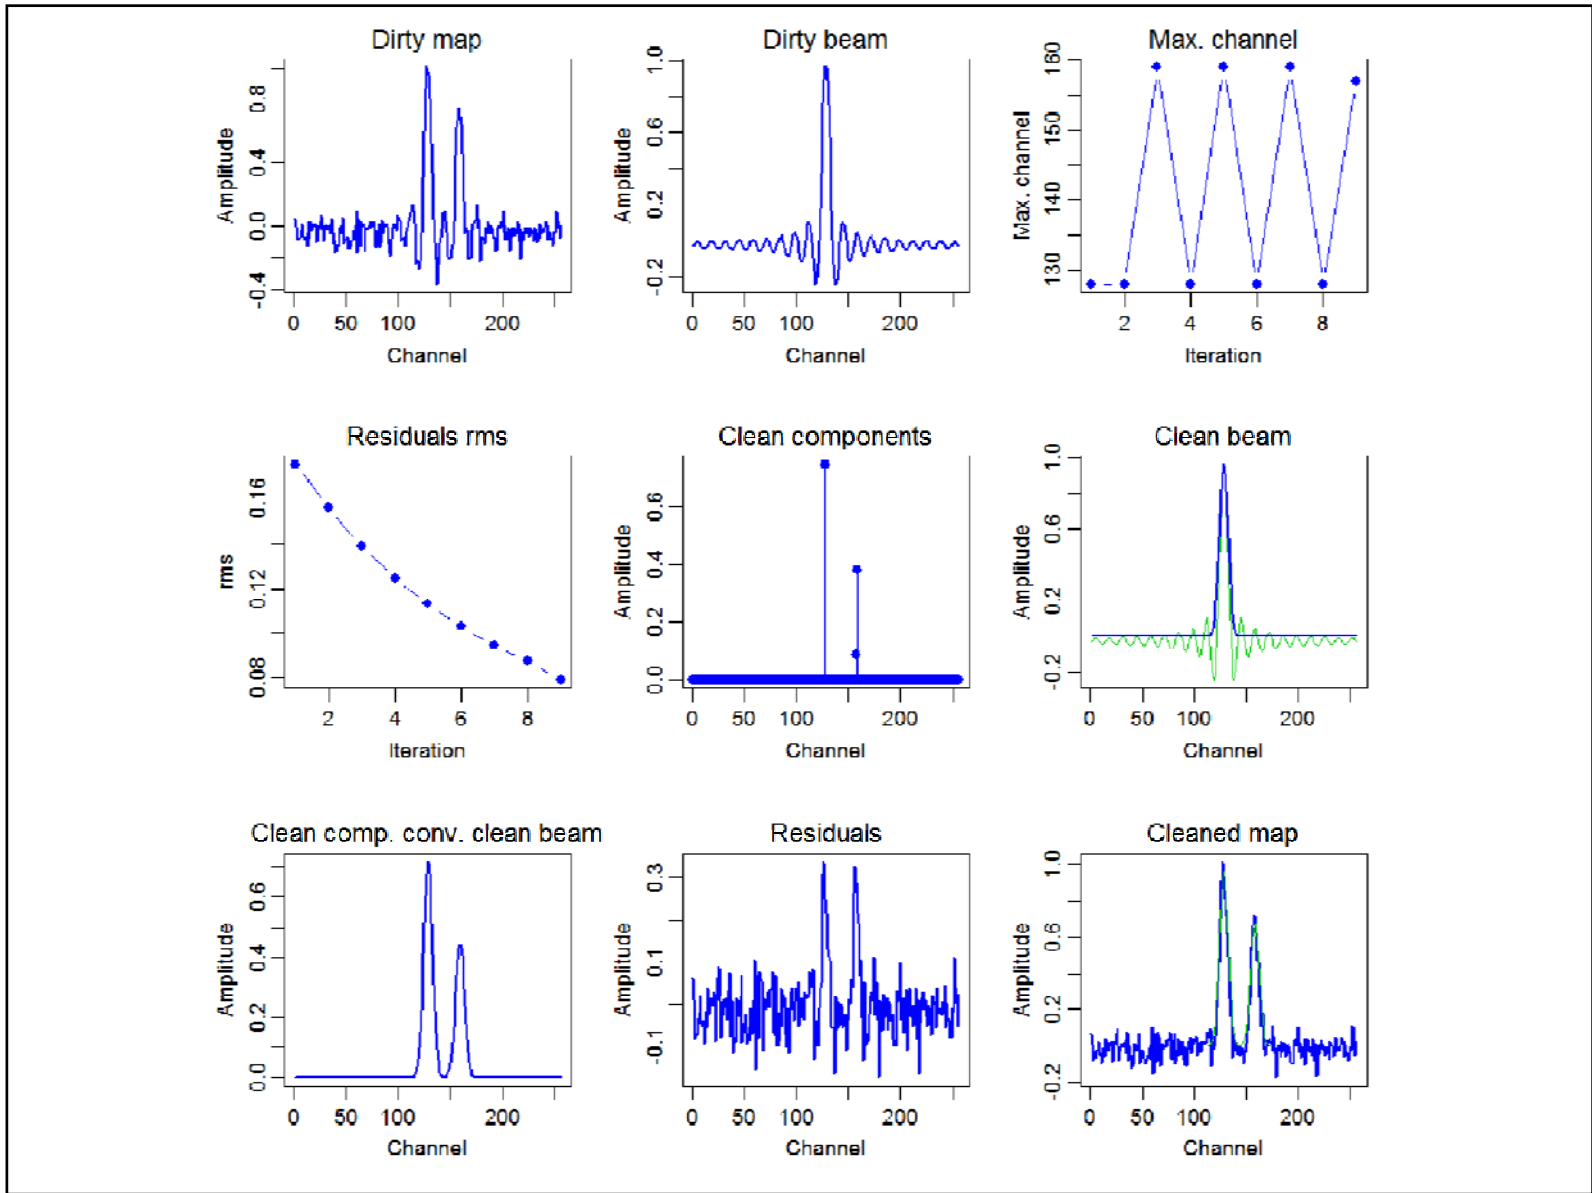 Dirty map
Amplitude
0.8
0.4
0.0
-0.4
0 50 100 200
Channel
Dirty beam
Amplitude
1.0
0.6
0.2
-0.2
0 50 100 200
Channel
Max. channel
Max. channel
160
150
140
130
2 4 6 8
Iteration
Residuals rms
rms
0.16
0.12
0.08
2 4 6 8
Iteration
Clean components
Amplitude
0.6
0.4
0.2
0.0
0 50 100 200
Channel
Clean beam
Amplitude
1.0
0.6
0.2
-0.2
0 50 100 200
Channel
Clean comp. conv. clean beam
Amplitude
0.6
0.4
0.2
0.0
0 50 100 200
Channel
Residuals
Amplitude
0.3
0.1
-0.1
0 50 100 200
Channel
Cleaned map
Amplitude
1.0
0.6
0.2
-0.2
0 50 100 200
Channel